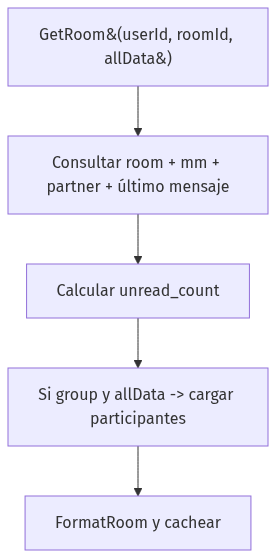 GetRoom&(userId, roomId,
allData&)
Consultar room + mm +
partner + último mensaje
Calcular unread_count
Si group y allData -> cargar
participantes
FormatRoom y cachear